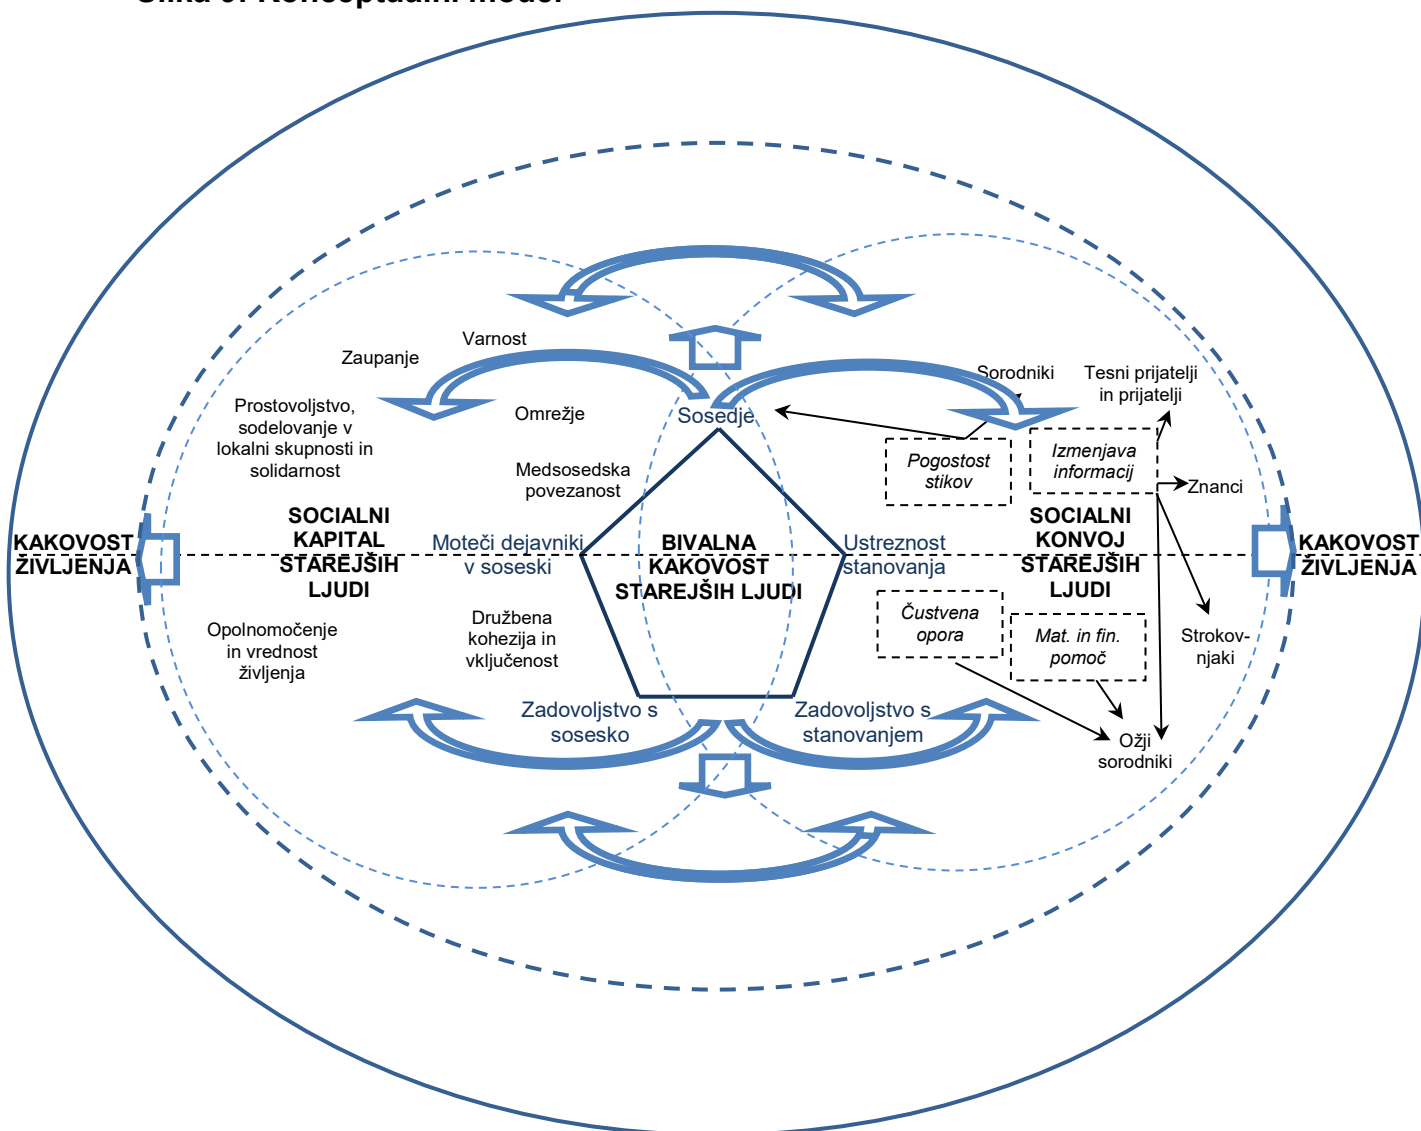 Varnost
Zaupanje
Sorodniki
Tesni prijatelji
in prijatelji
Prostovoljstvo,
sodelovanje v
lokalni skupnosti in
solidarnost
Omrežje
Sosedje
Medsosedska
povezanost
Pogostost
stikov
Izmenjava
informacij
Znanci
KAKOVOST
ŽIVLJENJA
SOCIALNI
KAPITAL
STAREJŠIH
LJUDI
Moteči dejavniki
v soseski
BIVALNA
KAKOVOST
STAREJŠIH LJUDI
Ustreznost
stanovanja
SOCIALNI
KONVOJ
STAREJŠIH
LJUDI
KAKOVOST
ŽIVLJENJA
Opolnomočenje
in vrednost
življenja
Družbena
kohezija in
vključenost
Čustvena
opora
Mat. in fin.
pomoč
Strokov-
njaki
Zadovoljstvo s
sosesko
Zadovoljstvo s
stanovanjem
Ožji
sorodniki